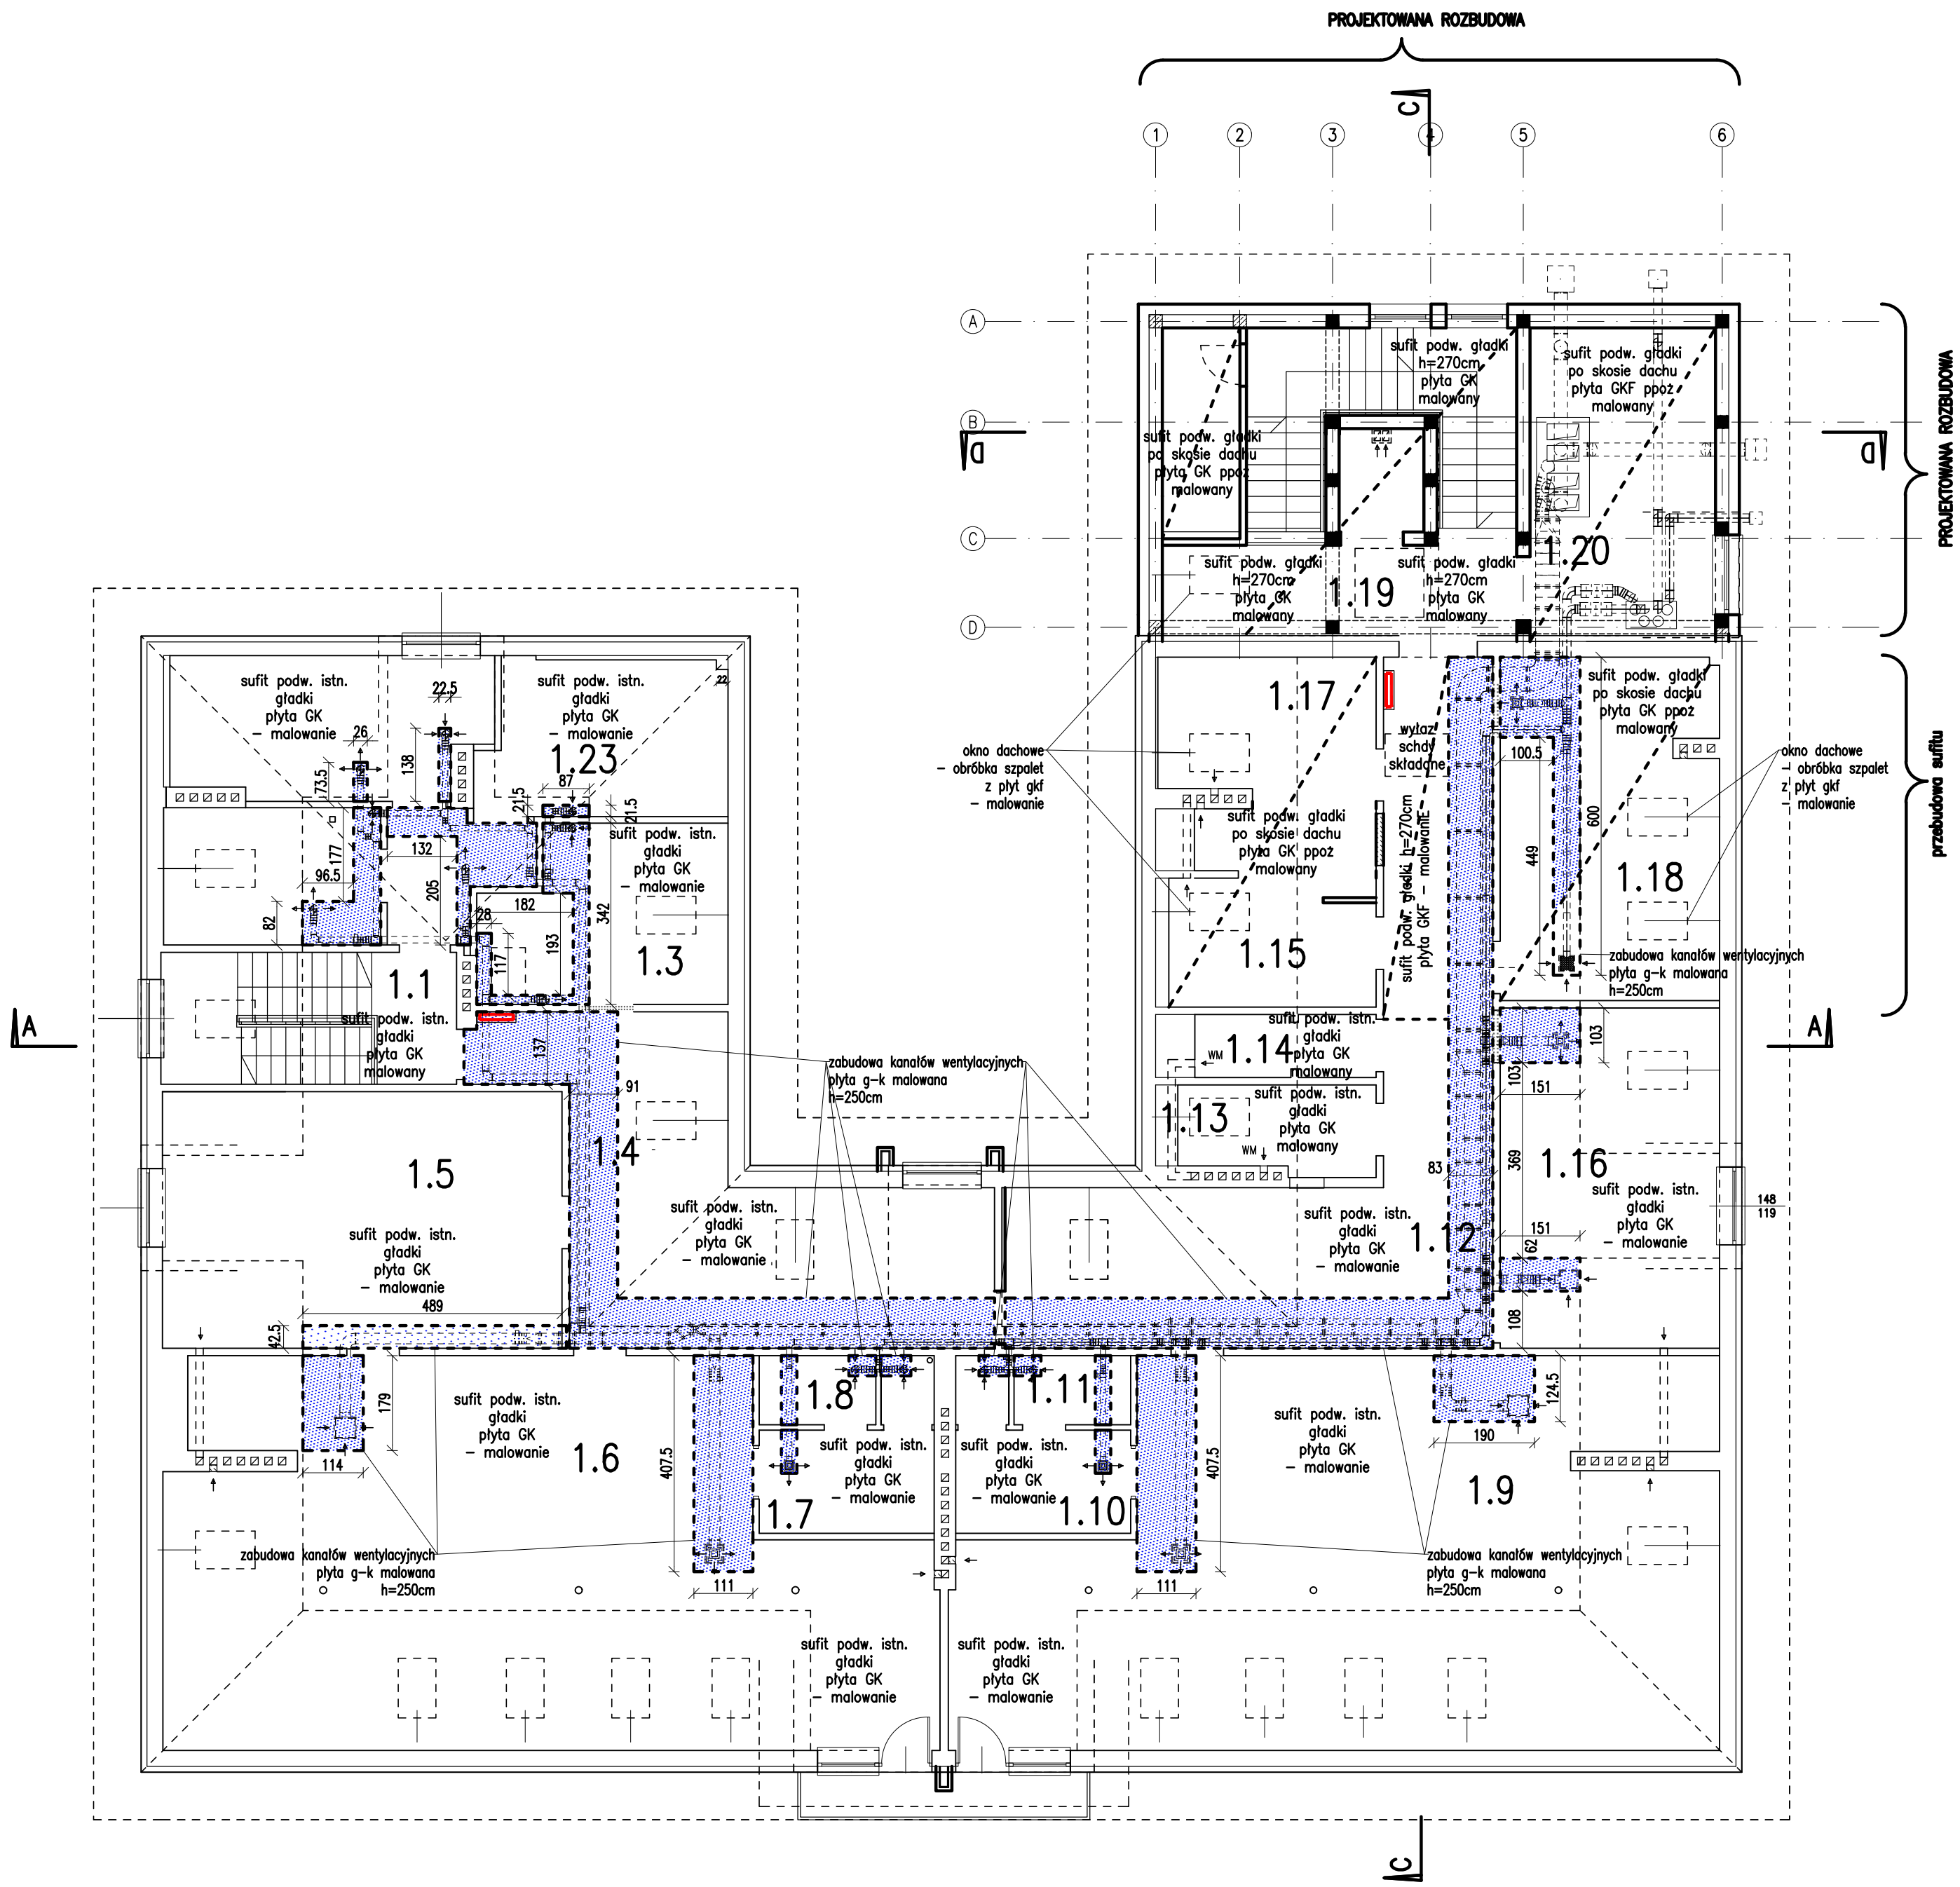 PROJEKTOWANA ROZBUDOWA
C
1
2
3
4
5
6
A
B
C
D
D
D
PROJEKTOWANA ROZBUDOWA
przebudowa sufitu
sufit podw. gładki
h=270cm
płyta GK
malowany
sufit podw. gładki
po skosie dachu
płyta GKF ppoż
malowany
sufit podw. gładki
po skosie dachu
płyta GK ppoż
malowany
1.20
sufit podw. gładki
h=270cm
płyta GK
malowany
1.19
sufit podw. gładki
h=270cm
płyta GK
malowany
sufit podw. istn.
gładki
płyta GK
– malowanie
22.5
sufit podw. istn.
gładki
płyta GK
– malowanie
22
26
138
73.5
1.23
87
21.5
21.5
1.17
wyłaz
schdy
składane
sufit podw. gładki
po skosie dachu
płyta GK ppoż
malowany
100.5
okno dachowe
– obróbka szpalet
z płyt gkf
– malowanie
okno dachowe
– obróbka szpalet
z płyt gkf
– malowanie
600
449
1.18
sufit podw. istn.
gładki
płyta GK
– malowanie
sufit podw. gładki
po skosie dachu
płyta GK ppoż
malowany
sufit podw. gładki h=270cm
płyta GKF – malowanie
177
132
96.5
205
82
182
28
342
193
117
1.3
1.15
zabudowa kanałów wentylacyjnych
płyta g–k malowana
h=250cm
1.1
sufit podw. istn.
gładki
płyta GK
malowany
137
A
A
zabudowa kanałów wentylacyjnych
płyta g–k malowana
h=250cm
91
1.14
WM
sufit podw. istn.
gładki
płyta GK
malowany
103
103
151
1.13
sufit podw. istn.
gładki
płyta GK
malowany
WM
1.4
1.5
83
369
1.16
sufit podw. istn.
gładki
płyta GK
– malowanie
148
119
sufit podw. istn.
gładki
płyta GK
– malowanie
sufit podw. istn.
gładki
płyta GK
– malowanie
1.12
151
62
sufit podw. istn.
gładki
płyta GK
– malowanie
489
42.5
108
179
114
sufit podw. istn.
gładki
płyta GK
– malowanie
1.6
407.5
111
1.8
1.11
sufit podw. istn.
gładki
płyta GK
– malowanie
sufit podw. istn.
gładki
płyta GK
– malowanie
1.7
1.10
407.5
111
sufit podw. istn.
gładki
płyta GK
– malowanie
124.5
190
1.9
zabudowa kanałów wentylacyjnych
płyta g–k malowana
h=250cm
zabudowa kanałów wentylacyjnych
płyta g–k malowana
h=250cm
sufit podw. istn.
gładki
płyta GK
– malowanie
sufit podw. istn.
gładki
płyta GK
– malowanie
C